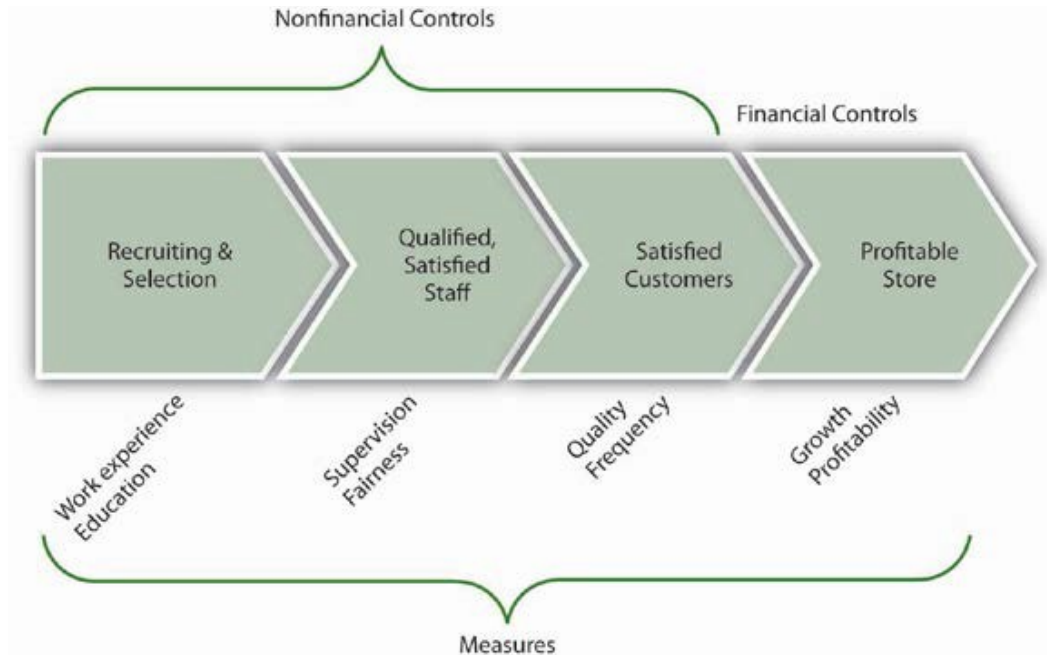 Nonfinancial Controls
Financial Controls
Recruiting &
Selection
Qualified,
Satisfied
Staff
Satisfied
Customers
Profitable
Store
Work experience
Education
Supervision
Fairness
Quality
Frequency
Growth
Profitability
Measures